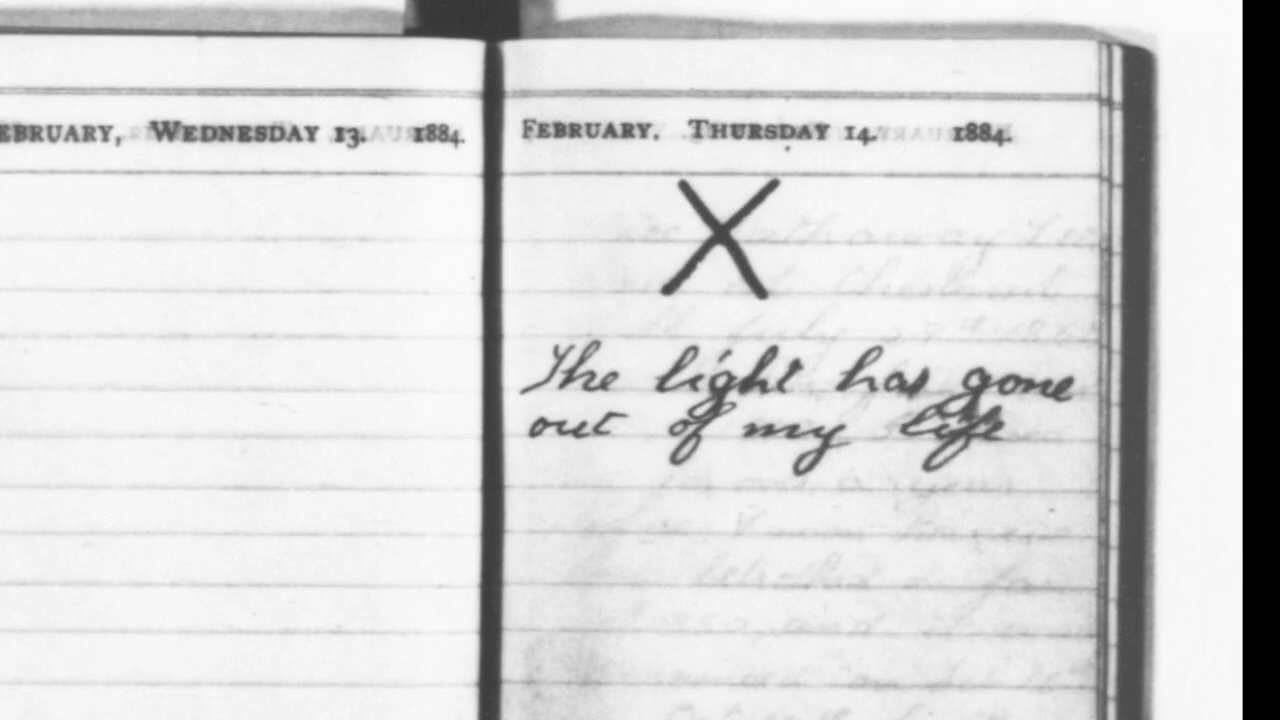 EBRUARY, WEDNESDAY 13. 1884.
FEBRUARY. THURSDAY 14. 1884.
X
The light has gone
out of my life